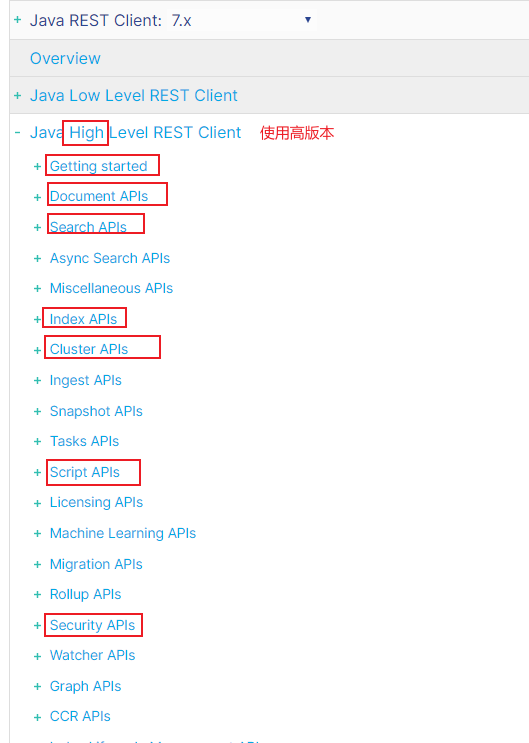 + Java REST Client: 7.x ▼
Overview
+ Java Low Level REST Client
- Java High Level REST Client 使用高版本
+ Getting started
+ Document APIs
+ Search APIs
+ Async Search APIs
+ Miscellaneous APIs
+ Index APIs
+ Cluster APIs
+ Ingest APIs
+ Snapshot APIs
+ Tasks APIs
+ Script APIs
+ Licensing APIs
+ Machine Learning APIs
+ Migration APIs
+ Rollup APIs
+ Security APIs
+ Watcher APIs
+ Graph APIs
+ CCR APIs